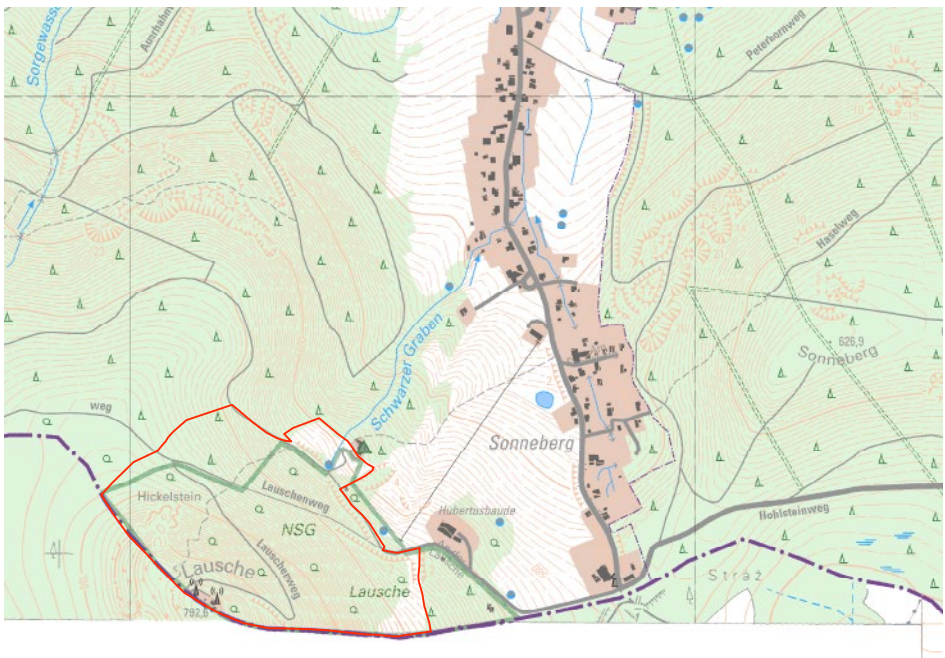 Sorgewasser
Peterhornweg
Haselweg
626,9
Sonneberg
Schwarzer Graben
Sonneberg
weg
Hickelstein
Lauschenweg
NSG
Hubertusbaude
Hohlsteinweg
Lauschenweg
Lausche
Straž
Lausche
792,6